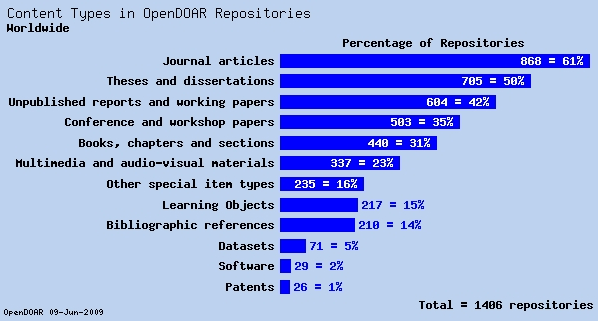 Content Types in OpenDOAR Repositories
Worldwide
Percentage of Repositories
Journal articles 868 = 61%
Theses and dissertations 705 = 50%
Unpublished reports and working papers 604 = 42%
Conference and workshop papers 503 = 35%
Books, chapters and sections 440 = 31%
Multimedia and audio-visual materials 337 = 23%
Other special item types 235 = 16%
Learning Objects 217 = 15%
Bibliographic references 210 = 14%
Datasets 71 = 5%
Software 29 = 2%
Patents 26 = 1%
Total = 1406 repositories
OpenDOAR 09-Jun-2009